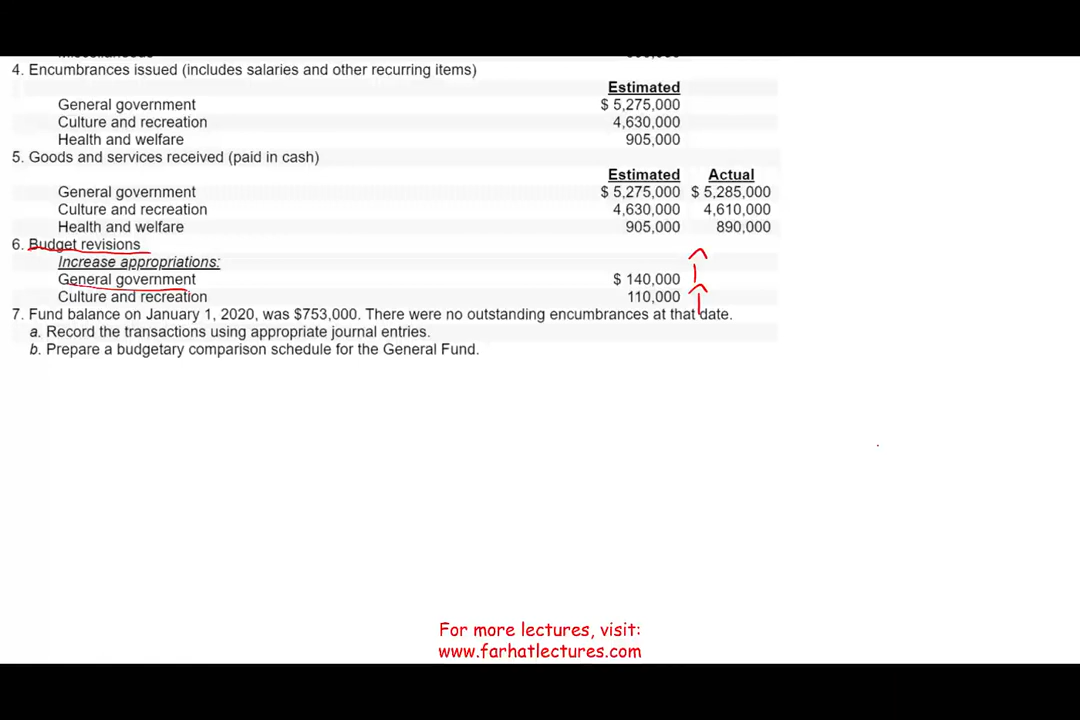 4. Encumbrances issued (includes salaries and other recurring items)
Estimated
General government $ 5,275,000
Culture and recreation 4,630,000
Health and welfare 905,000
5. Goods and services received (paid in cash)
Estimated Actual
General government $ 5,275,000 $ 5,285,000
Culture and recreation 4,630,000 4,610,000
Health and welfare 905,000 890,000
6. Budget revisions
Increase appropriations:
General government $ 140,000
Culture and recreation 110,000
7. Fund balance on January 1, 2020, was $753,000. There were no outstanding encumbrances at that date.
a. Record the transactions using appropriate journal entries.
b. Prepare a budgetary comparison schedule for the General Fund.
For more lectures, visit:
www.farhatlectures.com